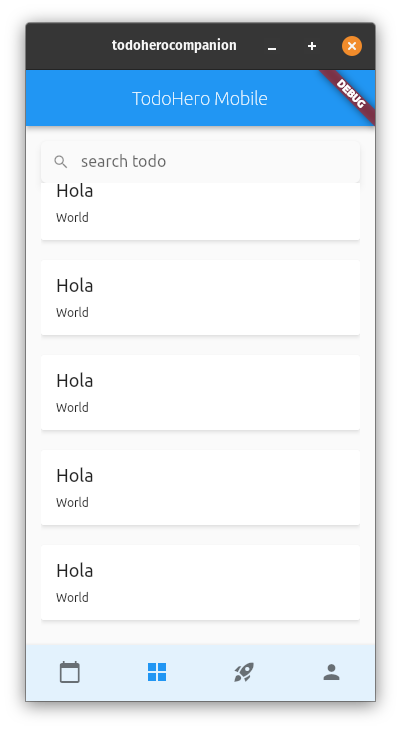 todoherocompanion
TodoHero Mobile
DEBUG
search todo
Hola
World
Hola
World
Hola
World
Hola
World
Hola
World